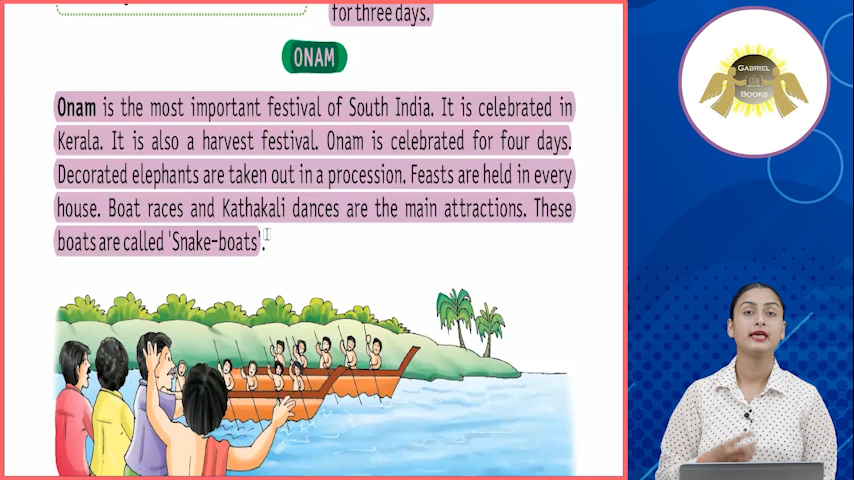 for three days.
ONAM
Onam is the most important festival of South India. It is celebrated in
Kerala. It is also a harvest festival. Onam is celebrated for four days.
Decorated elephants are taken out in a procession. Feasts are held in every
house. Boat races and Kathakali dances are the main attractions. These
boats are called 'Snake-boats'.
GABRIEL
BOOKS